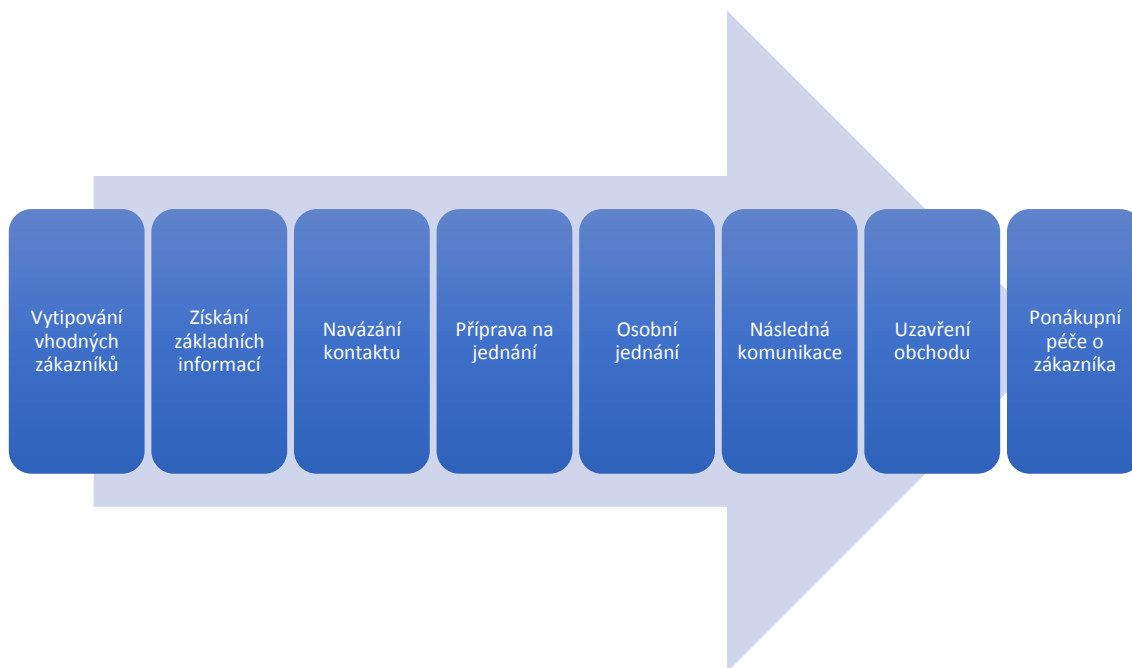 Vytipování
vhodných
zákazníků
Získání
základních
informací
Navázání
kontaktu
Příprava na
jednání
Osobní
jednání
Následná
komunikace
Uzavření
obchodu
Ponákupní
péče o
zákazníka